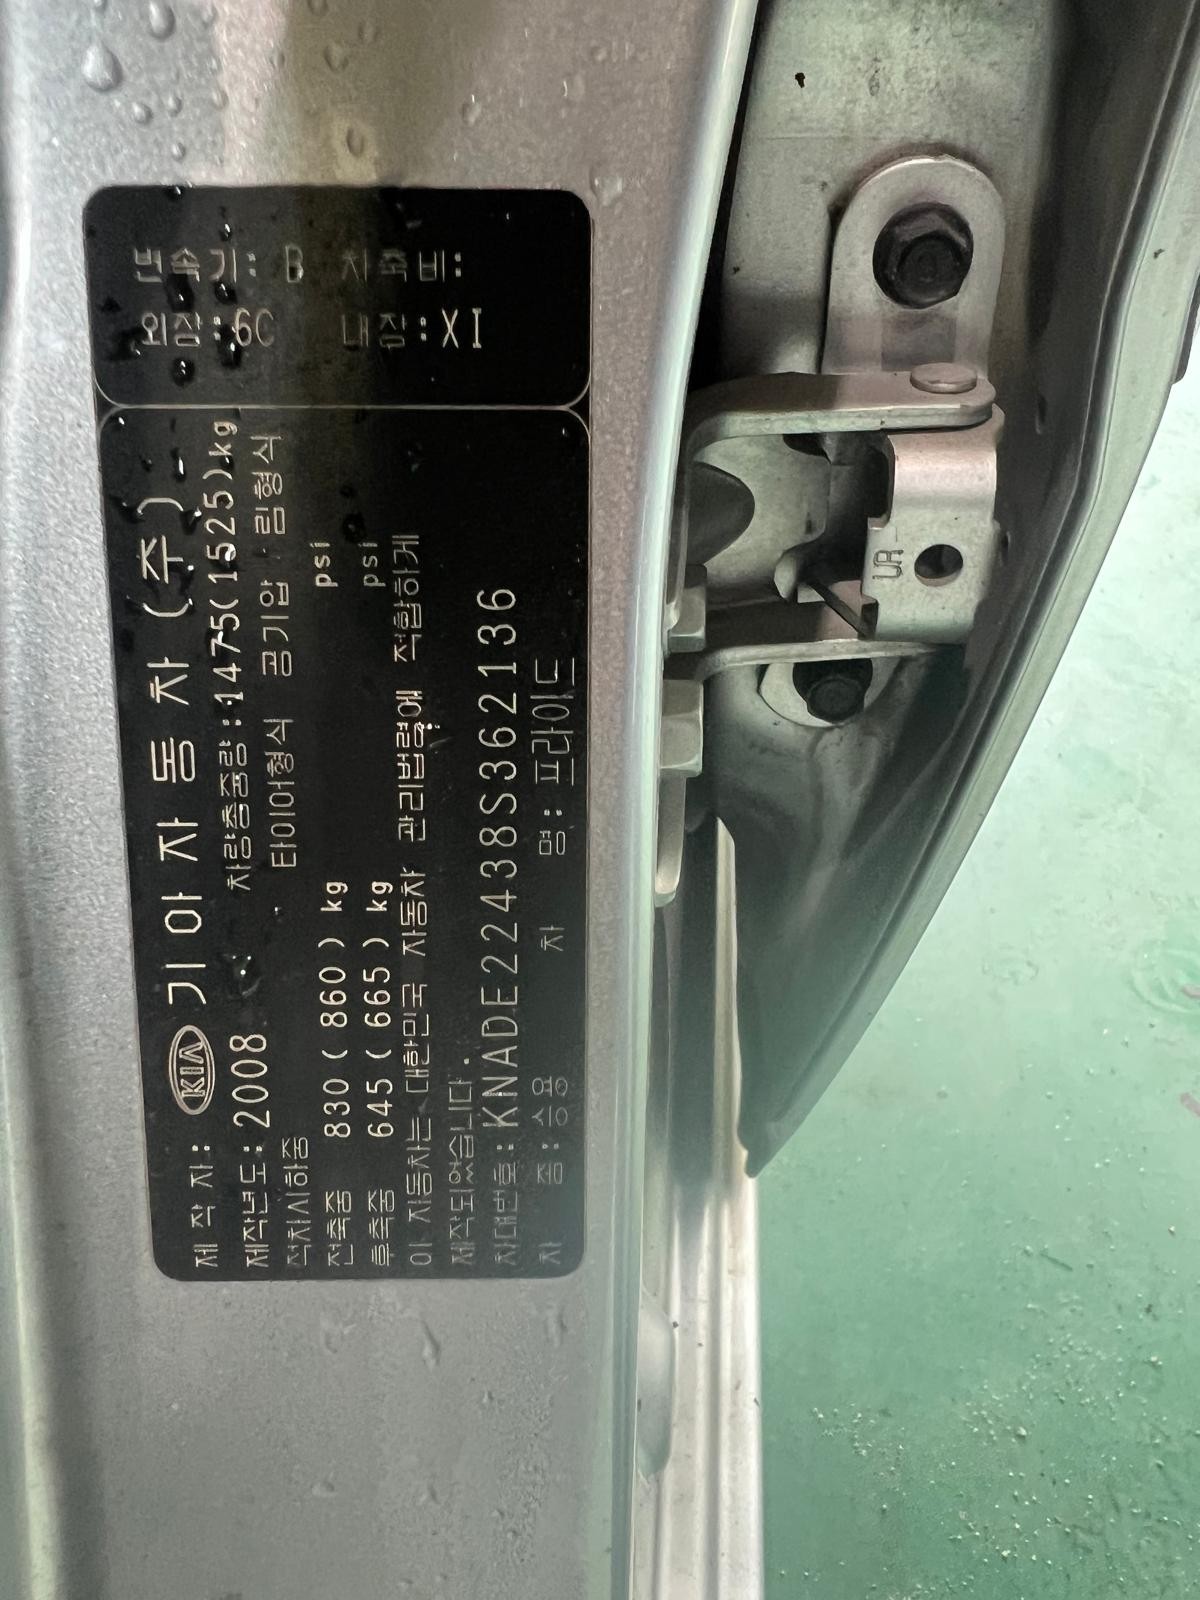 변속기: B 차축비:
외장:6C 내장:XI
제 작 자: KIA 기아자동차(주)
제작년도:2008 차량총중량:1475(1525)kg
적차시하중 타이어형식 공기압 림형식
전축중 830(860)kg psi
후축중 645(665)kg psi
이 자동차는 대한민국 자동차 관리법령에 적합하게
제작되었습니다.
차대번호:KNADE22438S362136
차 종:승용 차 명:프라이드
UR